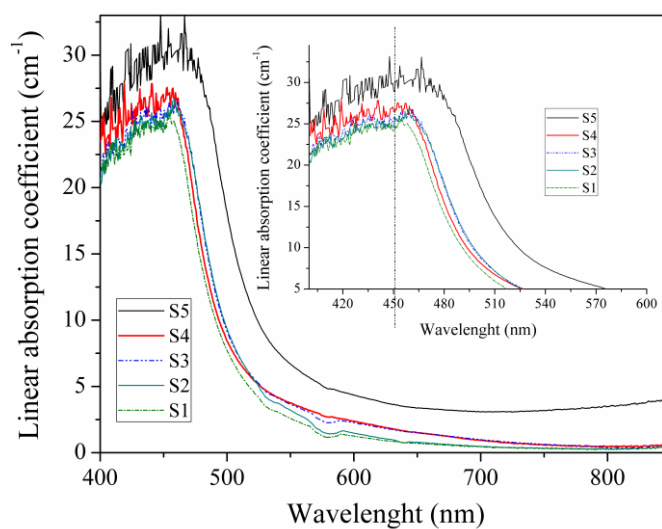 Linear absorption coefficient (cm⁻¹)
30
25
20
15
10
5
0
400
500
600
700
800
Wavelenght (nm)
S5
S4
S3
S2
S1
Linear absorption coefficient (cm⁻¹)
35
30
25
20
15
10
5
420
450
480
510
540
570
600
Wavelenght (nm)
S5
S4
S3
S2
S1